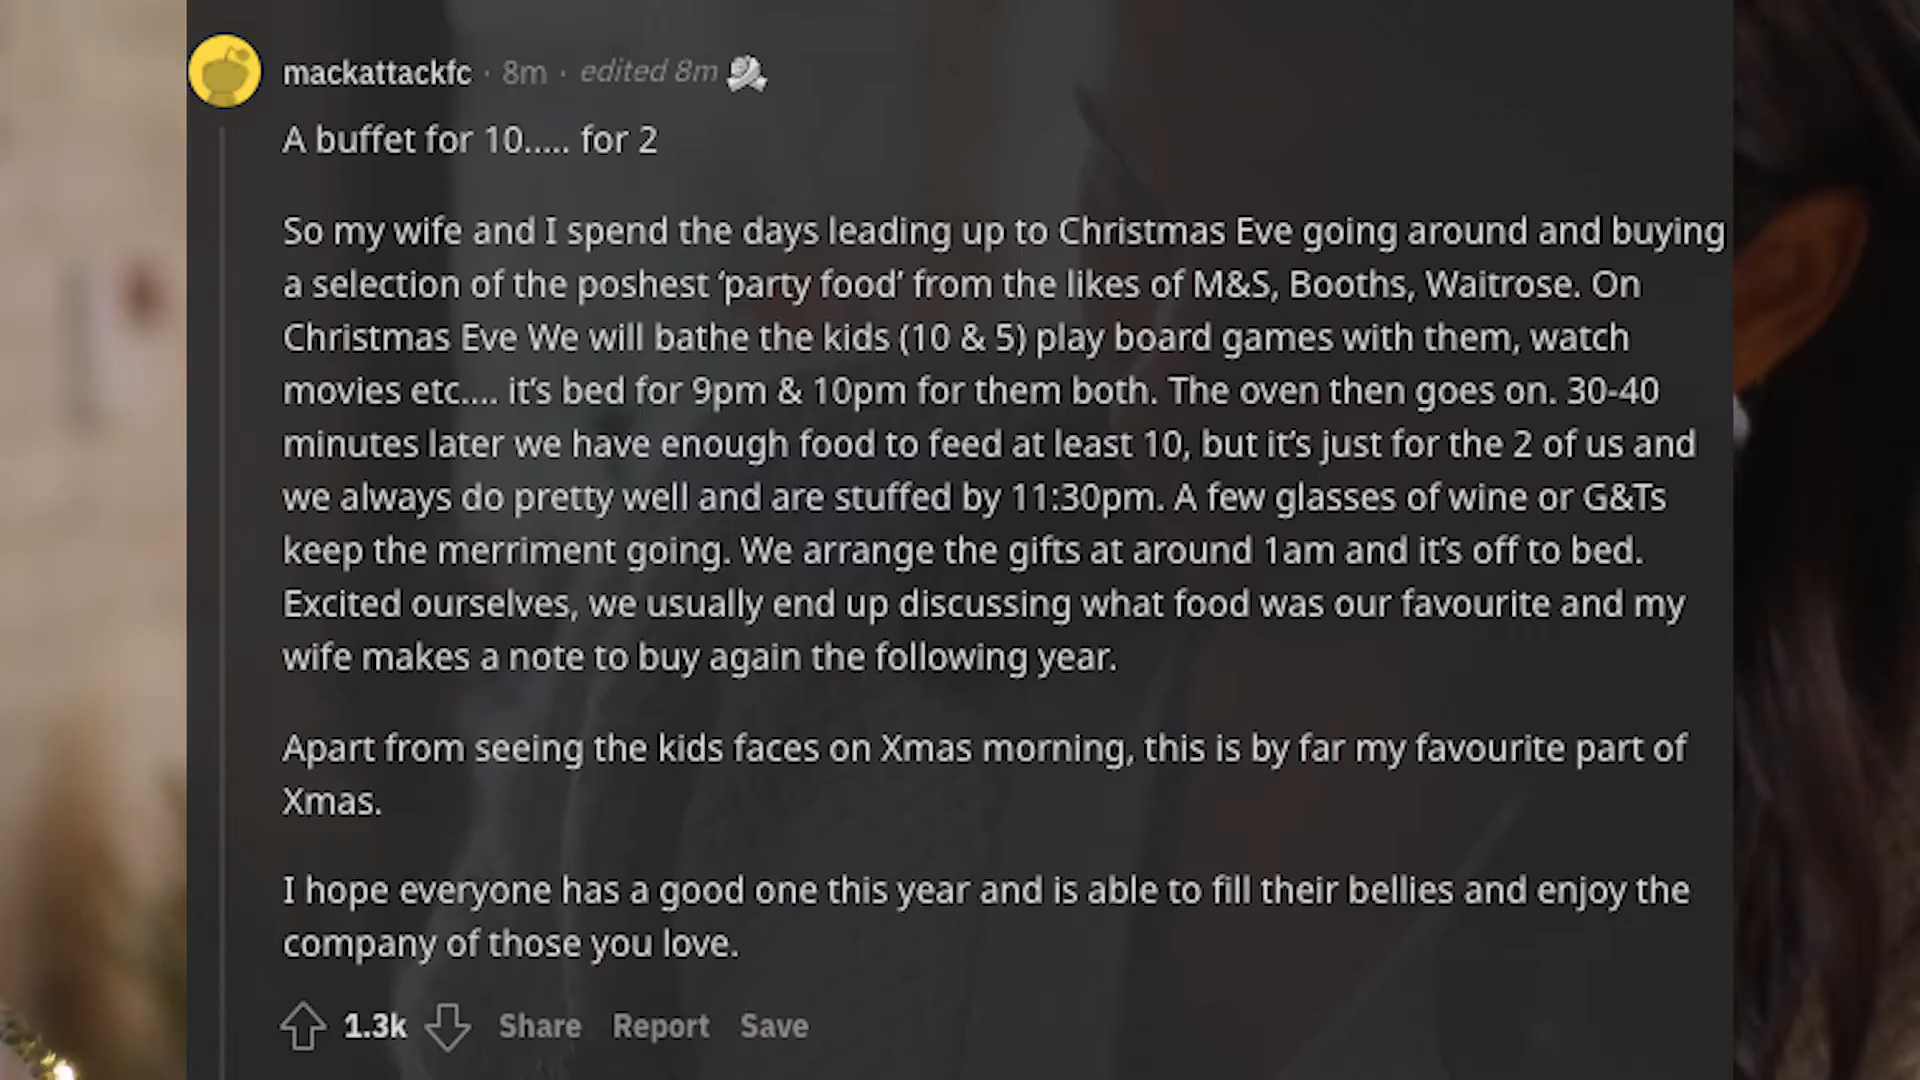 mackattackfc · 8m · edited 8m
A buffet for 10..... for 2
So my wife and I spend the days leading up to Christmas Eve going around and buying
a selection of the poshest ‘party food’ from the likes of M&S, Booths, Waitrose. On
Christmas Eve We will bathe the kids (10 & 5) play board games with them, watch
movies etc.... it’s bed for 9pm & 10pm for them both. The oven then goes on. 30-40
minutes later we have enough food to feed at least 10, but it’s just for the 2 of us and
we always do pretty well and are stuffed by 11:30pm. A few glasses of wine or G&Ts
keep the merriment going. We arrange the gifts at around 1am and it’s off to bed.
Excited ourselves, we usually end up discussing what food was our favourite and my
wife makes a note to buy again the following year.
Apart from seeing the kids faces on Xmas morning, this is by far my favourite part of
Xmas.
I hope everyone has a good one this year and is able to fill their bellies and enjoy the
company of those you love.
1.3k Share Report Save